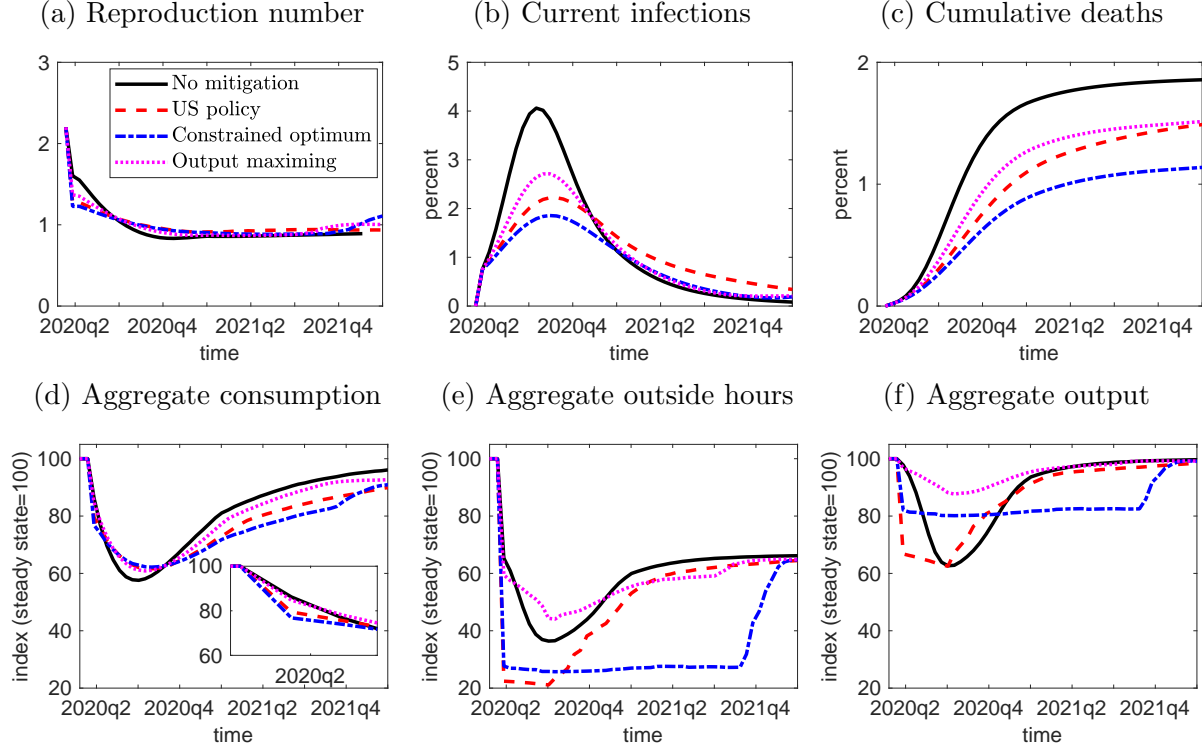 (a) Reproduction number
(b) Current infections
(c) Cumulative deaths
3
2
1
0
No mitigation
US policy
Constrained optimum
Output maximing
2020q2 2020q4 2021q2 2021q4
time
percent
5
4
3
2
1
0
2020q2 2020q4 2021q2 2021q4
time
percent
2
1
0
2020q2 2020q4 2021q2 2021q4
time
(d) Aggregate consumption
(e) Aggregate outside hours
(f) Aggregate output
index (steady state=100)
100
80
60
40
20
100
80
60
2020q2
2020q2 2020q4 2021q2 2021q4
time
index (steady state=100)
100
80
60
40
20
2020q2 2020q4 2021q2 2021q4
time
index (steady state=100)
100
80
60
40
20
2020q2 2020q4 2021q2 2021q4
time